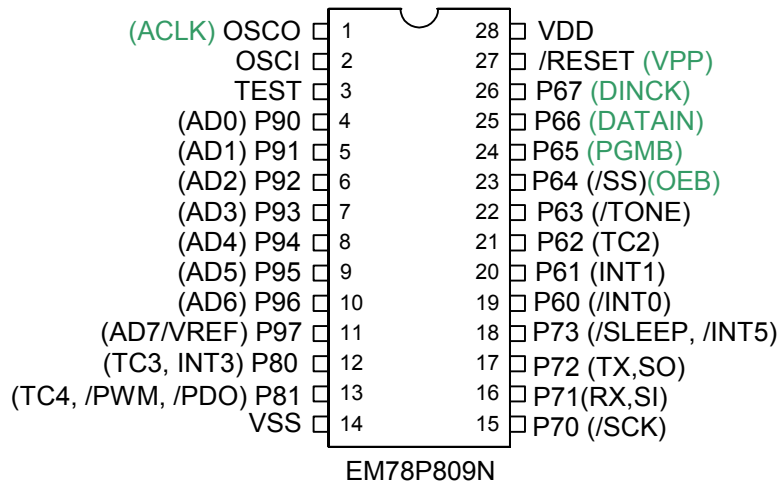 (ACLK) OSCO 1 28 VDD
OSCI 2 27 /RESET (VPP)
TEST 3 26 P67 (DINCK)
(AD0) P90 4 25 P66 (DATAIN)
(AD1) P91 5 24 P65 (PGMB)
(AD2) P92 6 23 P64 (/SS)(OEB)
(AD3) P93 7 22 P63 (/TONE)
(AD4) P94 8 21 P62 (TC2)
(AD5) P95 9 20 P61 (INT1)
(AD6) P96 10 19 P60 (/INT0)
(AD7/VREF) P97 11 18 P73 (/SLEEP, /INT5)
(TC3, INT3) P80 12 17 P72 (TX,SO)
(TC4, /PWM, /PDO) P81 13 16 P71(RX,SI)
VSS 14 15 P70 (/SCK)
EM78P809N